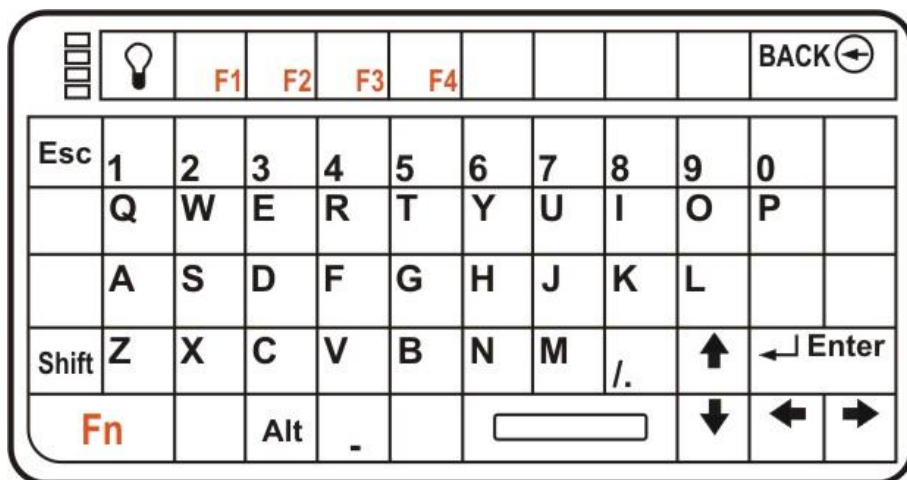 F1 F2 F3 F4 BACK
Esc 1 2 3 4 5 6 7 8 9 0
Q W E R T Y U I O P
A S D F G H J K L
Shift Z X C V B N M /. Enter
Fn Alt -